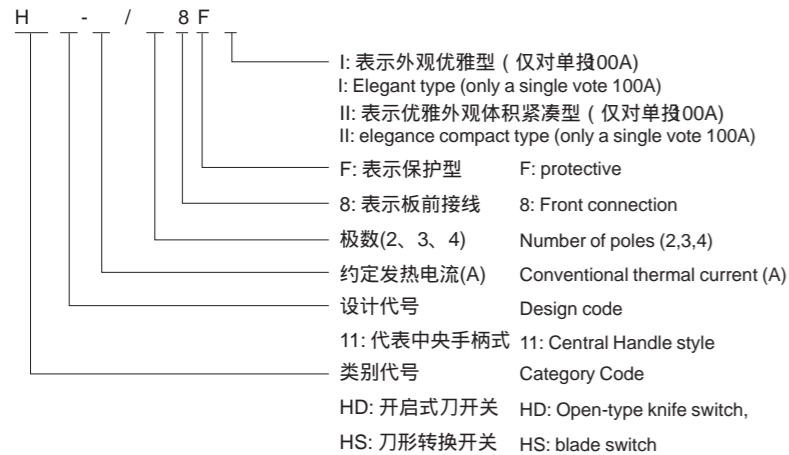 H - / 8 F
I: 表示外观优雅型 ( 仅对单投100A)
I: Elegant type (only a single vote 100A)
II: 表示优雅外观体积紧凑型 ( 仅对单投100A)
II: elegance compact type (only a single vote 100A)
F: 表示保护型 F: protective
8: 表示板前接线 8: Front connection
极数(2、3、4) Number of poles (2,3,4)
约定发热电流(A) Conventional thermal current (A)
设计代号 Design code
11: 代表中央手柄式 11: Central Handle style
类别代号 Category Code
HD: 开启式刀开关 HD: Open-type knife switch,
HS: 刀形转换开关 HS: blade switch